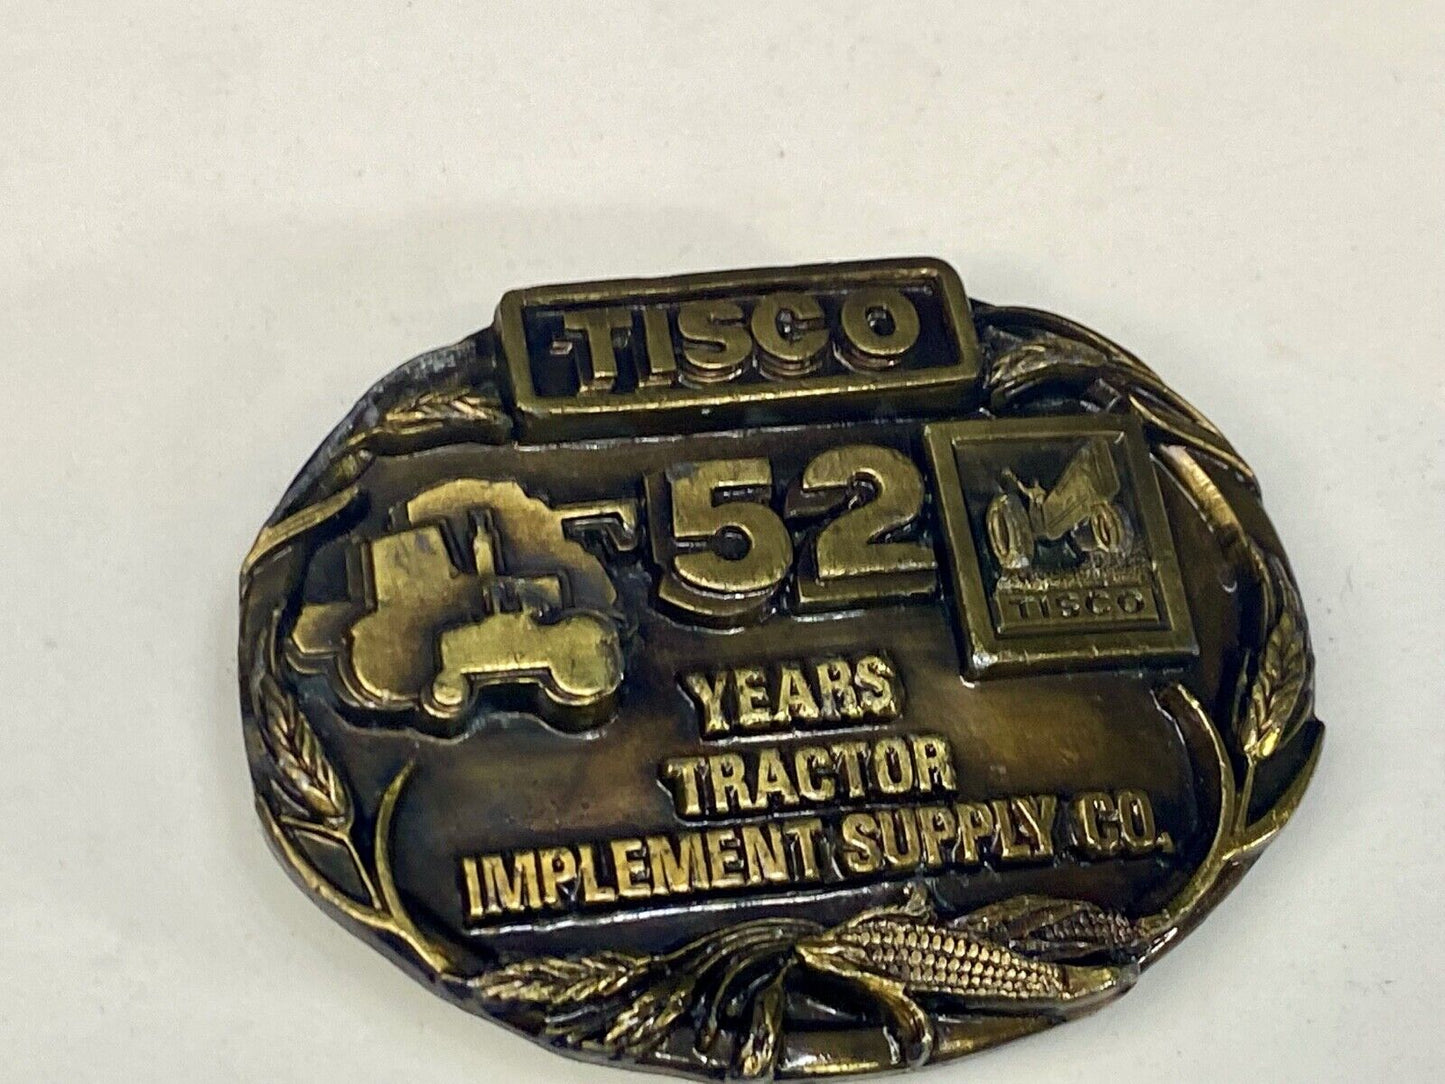 TISCO
52
TISCO
YEARS
TRACTOR
IMPLEMENT SUPPLY CO.